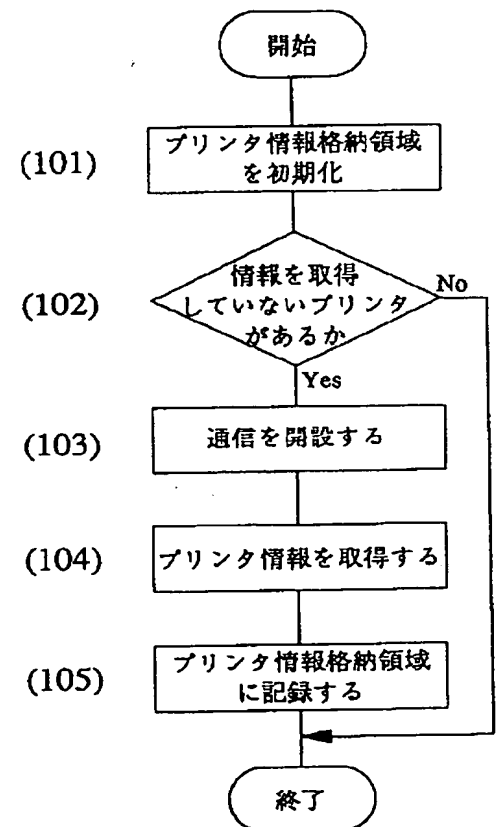 開始
(101)
プリンタ情報格納領域
を初期化
(102)
情報を取得
していないプリンタ
があるか
No
Yes
(103)
通信を開設する
(104)
プリンタ情報を取得する
(105)
プリンタ情報格納領域
に記録する
終了